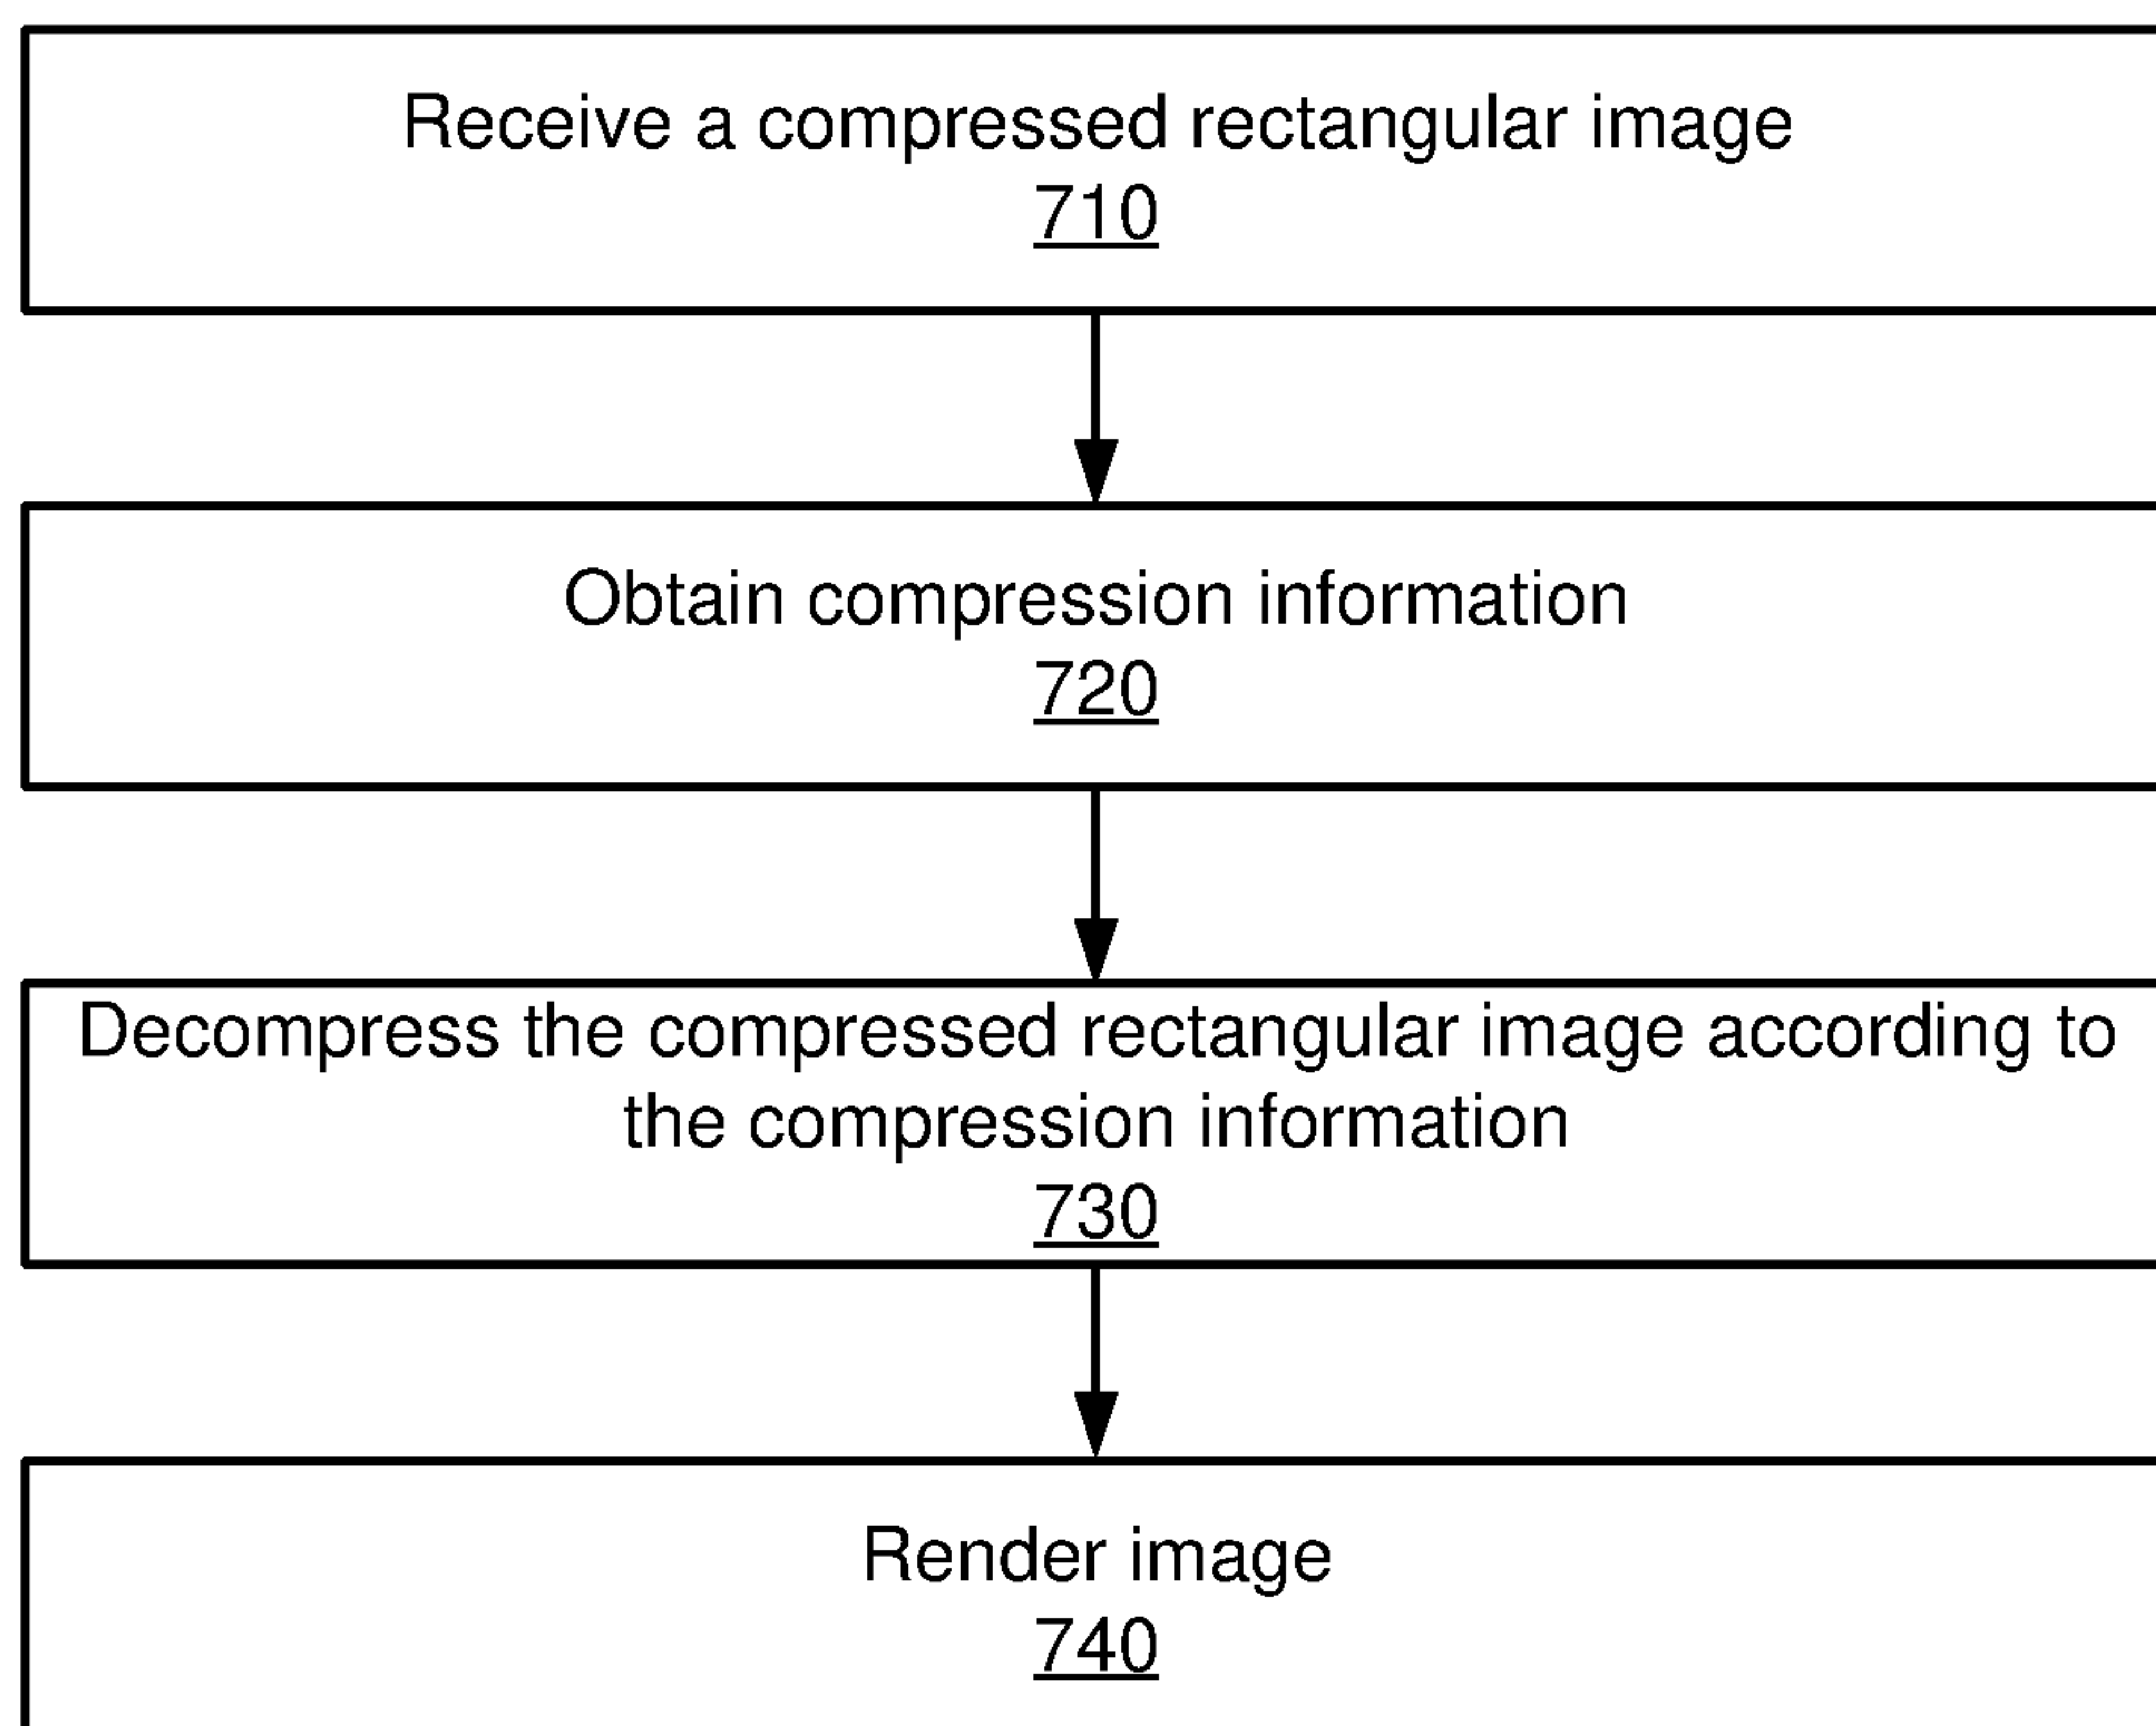 Receive a compressed rectangular image
710
Obtain compression information
720
Decompress the compressed rectangular image according to
the compression information
730
Render image
740